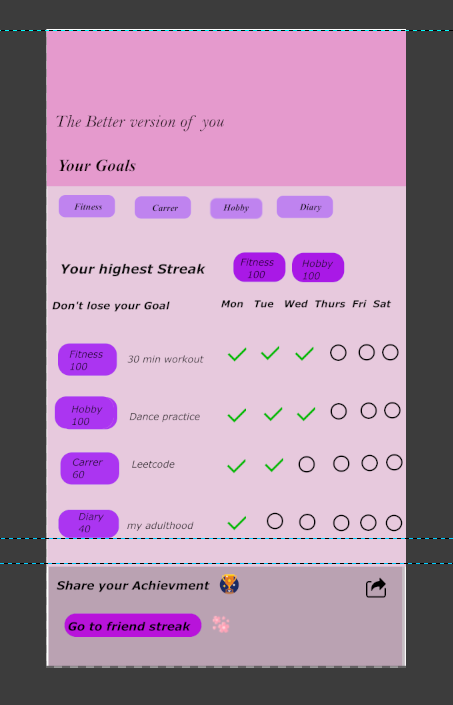 The Better version of you
Your Goals
Fitness Carrer Hobby Diary
Your highest Streak
Fitness
100
Hobby
100
Don't lose your Goal Mon Tue Wed Thurs Fri Sat
Fitness
100
30 min workout
Hobby
100
Dance practice
Carrer
60
Leetcode
Diary
40
my adulthood
Share your Achievment
Go to friend streak